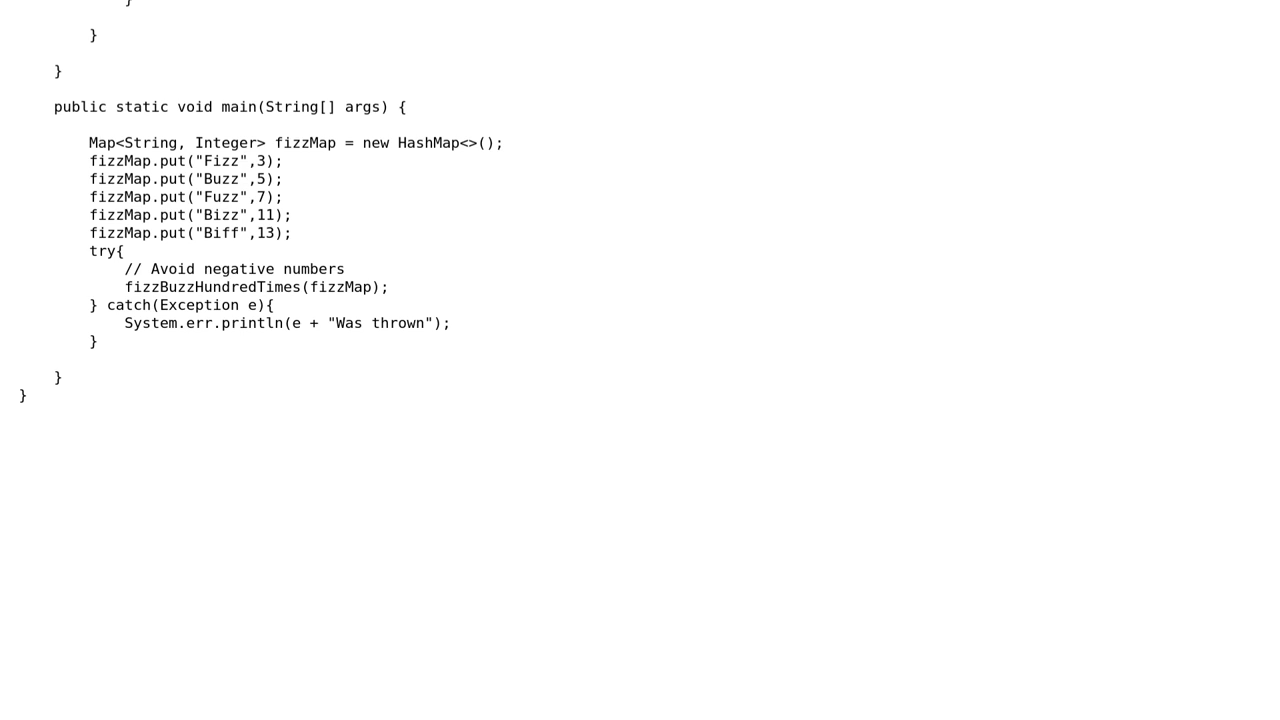 }
}
}
public static void main(String[] args) {
Map<String, Integer> fizzMap = new HashMap<>();
fizzMap.put("Fizz",3);
fizzMap.put("Buzz",5);
fizzMap.put("Fuzz",7);
fizzMap.put("Bizz",11);
fizzMap.put("Biff",13);
try{
// Avoid negative numbers
fizzBuzzHundredTimes(fizzMap);
} catch(Exception e){
System.err.println(e + "Was thrown");
}
}
}